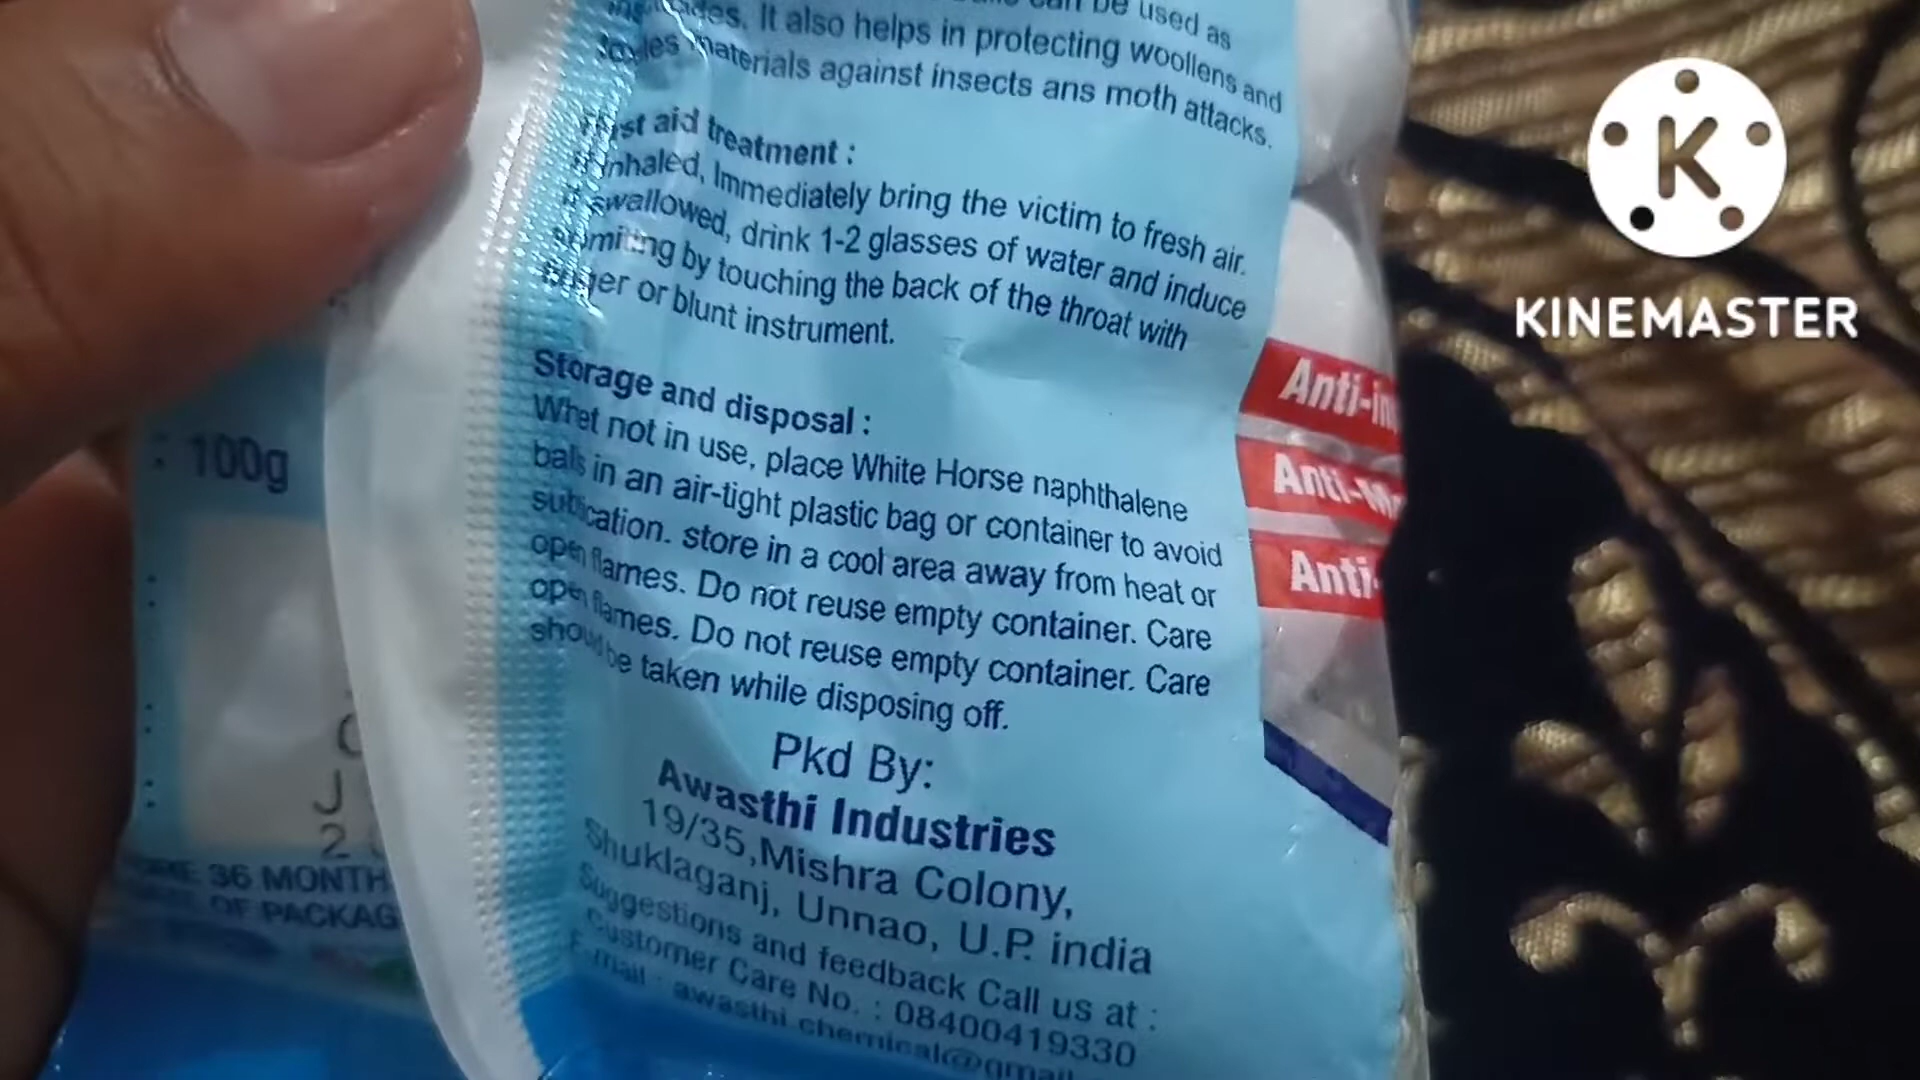 can be used as
It also helps in protecting woollens and
materials against insects ans moth attacks.
First aid treatment :
If inhaled, Immediately bring the victim to fresh air.
If swallowed, drink 1-2 glasses of water and induce
vomiting by touching the back of the throat with
finger or blunt instrument.
Storage and disposal :
Whet not in use, place White Horse naphthalene
balls in an air-tight plastic bag or container to avoid
store in a cool area away from heat or
open flames. Do not reuse empty container. Care
open flames. Do not reuse empty container. Care
should be taken while disposing off.
Pkd By:
Awasthi Industries
19/35,Mishra Colony,
Shuklaganj, Unnao, U.P. india
Suggestions and feedback Call us at :
Customer Care No. : 08400419330
E-mail : awasthi.chemical@gmail
: 100g
36 MONTH
OF PACKAG
Anti-in
Anti-Mo
Anti-
KINEMASTER